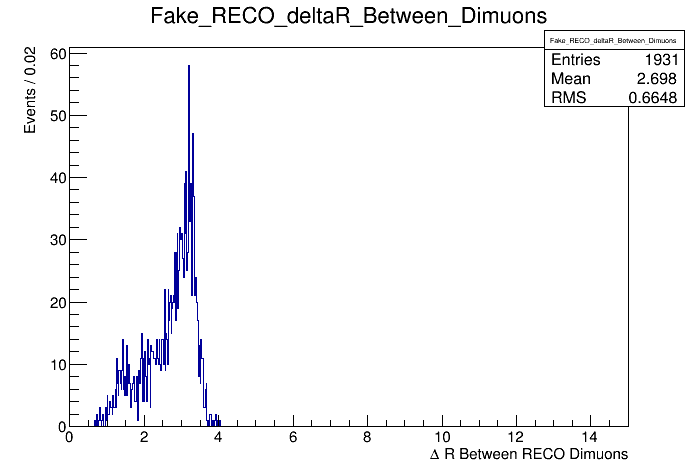 Fake_RECO_deltaR_Between_Dimuons
Fake_RECO_deltaR_Between_Dimuons
Entries 1931
Mean 2.698
RMS 0.6648
Events / 0.02
60
50
40
30
20
10
0
0 2 4 6 8 10 12 14
Δ R Between RECO Dimuons